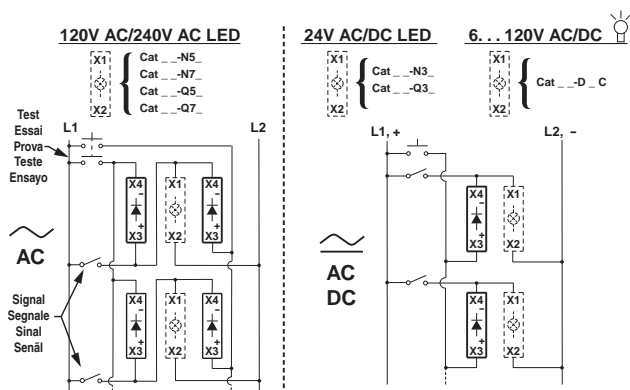 120V AC/240V AC LED
X1
X2
Cat _ _-N5_
Cat _ _-N7_
Cat _ _-Q5_
Cat _ _-Q7_
Test
Essai
Prova
Teste
Ensayo
L1
L2
X4
–
+
X3
X1
X2
X4
–
+
X3
AC
Signal
Segnale
Sinal
Senãl
X4
–
+
X3
X1
X2
X4
–
+
X3
24V AC/DC LED
X1
X2
Cat _ _-N3_
Cat _ _-Q3_
6. . . 120V AC/DC
X1
X2
Cat _ _-D _ C
L1, +
L2, –
X4
–
+
X3
X1
X2
AC
DC
X4
–
+
X3
X1
X2